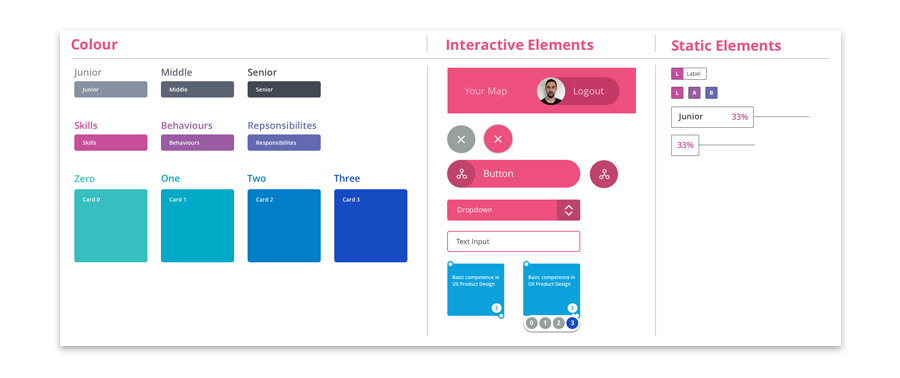 Colour
Junior
Middle
Senior
Junior
Middle
Senior
Skills
Behaviours
Repsonsibilites
Skills
Behaviours
Responsibilites
Zero
One
Two
Three
Card 0
Card 1
Card 2
Card 3
Interactive Elements
Your Map
Logout
Button
Dropdown
Text Input
Basic competence in
UX Product Design
2
Basic competence in
UX Product Design
3
0 1 2 3
Static Elements
L Label
L A B
Junior 33%
33%